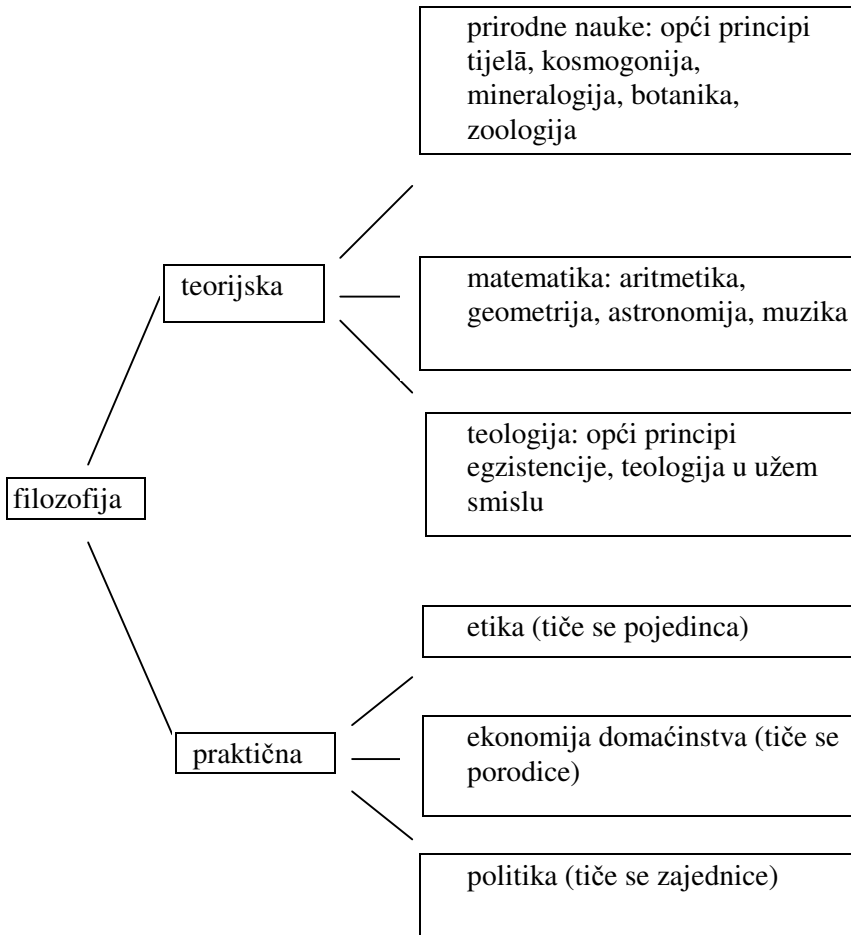 prirodne nauke: opći principi
tijelā, kosmogonija,
mineralogija, botanika,
zoologija
teorijska
matematika: aritmetika,
geometrija, astronomija, muzika
teologija: opći principi
egzistencije, teologija u užem
smislu
filozofija
etika (tiče se pojedinca)
praktična
ekonomija domaćinstva (tiče se
porodice)
politika (tiče se zajednice)